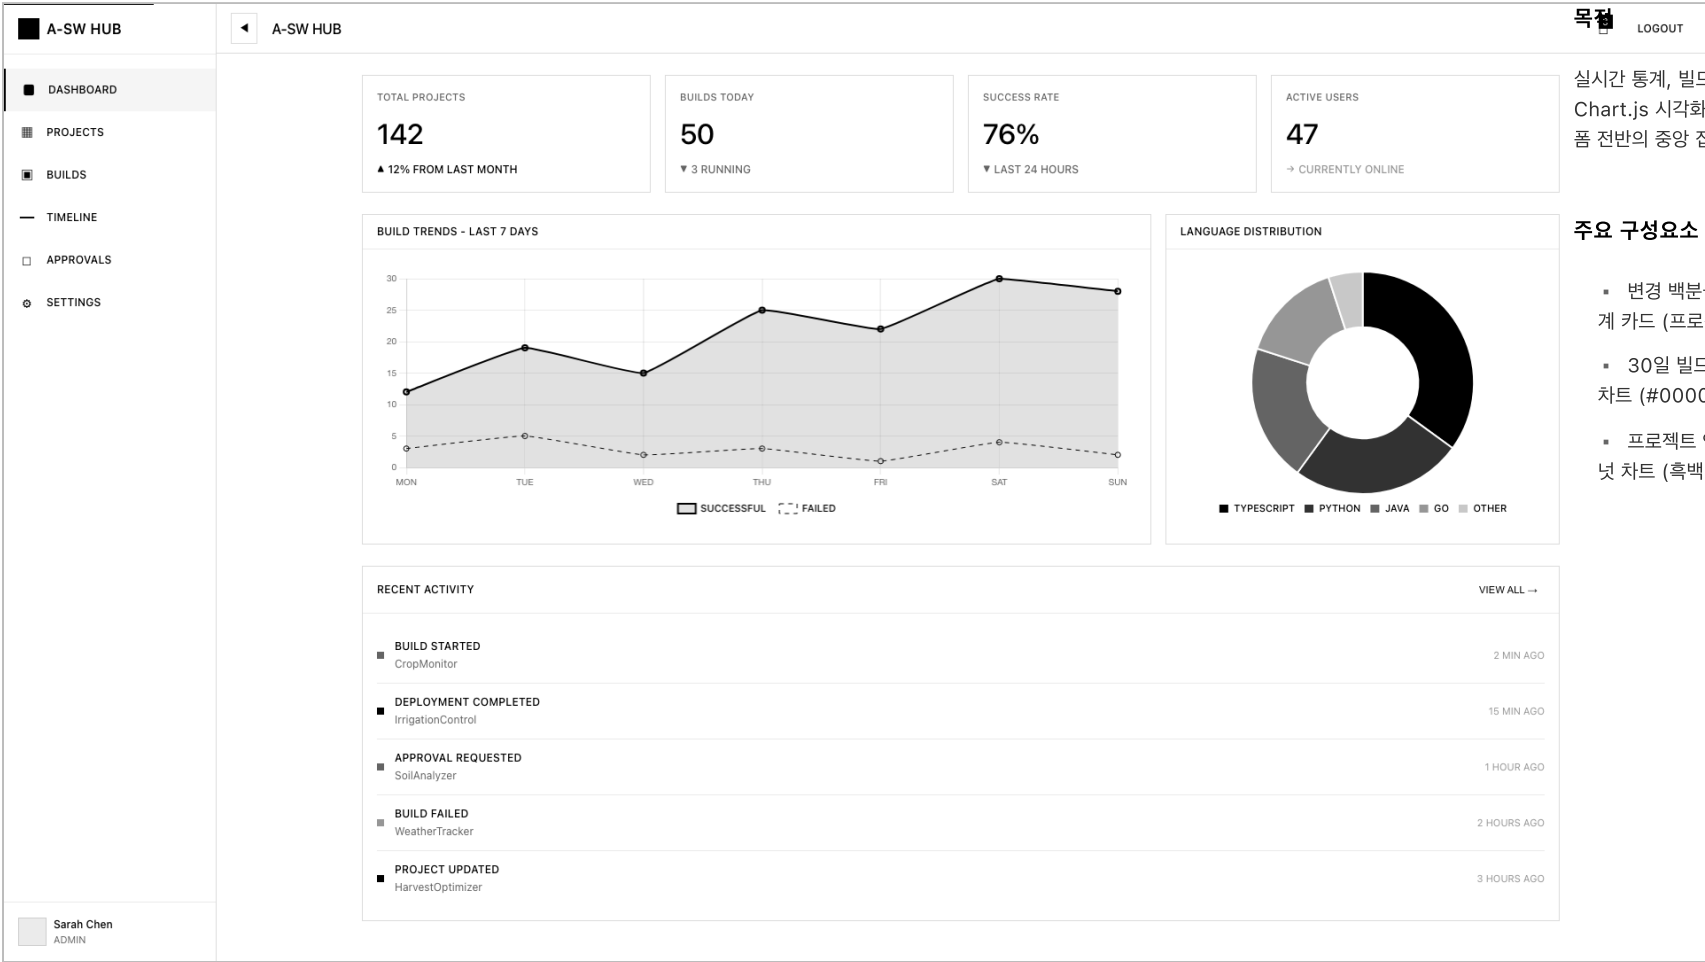 A-SW HUB
DASHBOARD
PROJECTS
BUILDS
TIMELINE
APPROVALS
SETTINGS
Sarah Chen
ADMIN
A-SW HUB
LOGOUT
TOTAL PROJECTS
142
▲ 12% FROM LAST MONTH
BUILDS TODAY
50
▼ 3 RUNNING
SUCCESS RATE
76%
▼ LAST 24 HOURS
ACTIVE USERS
47
→ CURRENTLY ONLINE
BUILD TRENDS - LAST 7 DAYS
30
25
20
15
10
5
0
MON TUE WED THU FRI SAT SUN
SUCCESSFUL FAILED
LANGUAGE DISTRIBUTION
TYPESCRIPT PYTHON JAVA GO OTHER
RECENT ACTIVITY
VIEW ALL →
BUILD STARTED
CropMonitor
2 MIN AGO
DEPLOYMENT COMPLETED
IrrigationControl
15 MIN AGO
APPROVAL REQUESTED
SoilAnalyzer
1 HOUR AGO
BUILD FAILED
WeatherTracker
2 HOURS AGO
PROJECT UPDATED
HarvestOptimizer
3 HOURS AGO
목적
실시간 통계, 빌드
Chart.js 시각화
폼 전반의 중앙
주요 구성요소
변경 백분
계 카드 (프로
30일 빌드
차트 (#000
프로젝트
넛 차트 (흑백